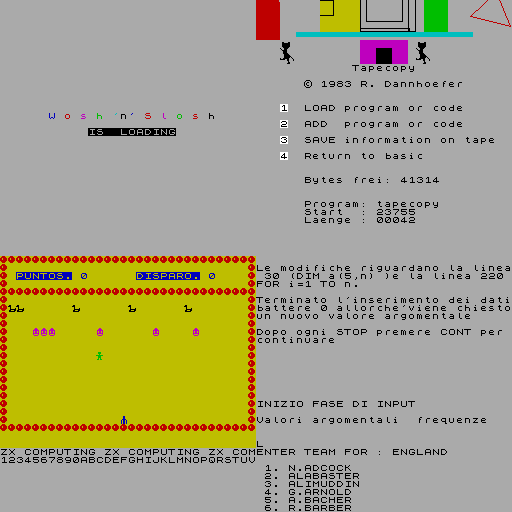 Tapecopy
© 1983 R. Dannhoefer
1 LOAD program or code
2 ADD program or code
3 SAVE information on tape
4 Return to basic
Bytes frei: 41314
Program: tapecopy
Start : 23755
Laenge : 00042
Wosh 'n' Slosh
IS LOADING
PUNTOS. 0 DISPARO. 0
Le modifiche riguardano la linea
30 (DIM a(5,n) )e la linea 220
FOR i=1 TO n.
Terminato l'inserimento dei dati
battere 0 allorche'viene chiesto
un nuovo valore argomentale
Dopo ogni STOP premere CONT per
continuare
INIZIO FASE DI INPUT
Valori argomentali frequenze
L
ZX COMPUTING ZX COMPUTING ZX COM
1234567890ABCDEFGHIJKLMNOPQRSTUV
ENTER TEAM FOR : ENGLAND
1. N.ADCOCK
2. ALABASTER
3. ALIMUDDIN
4. G.ARNOLD
5. A.BACHER
6. R.BARBER